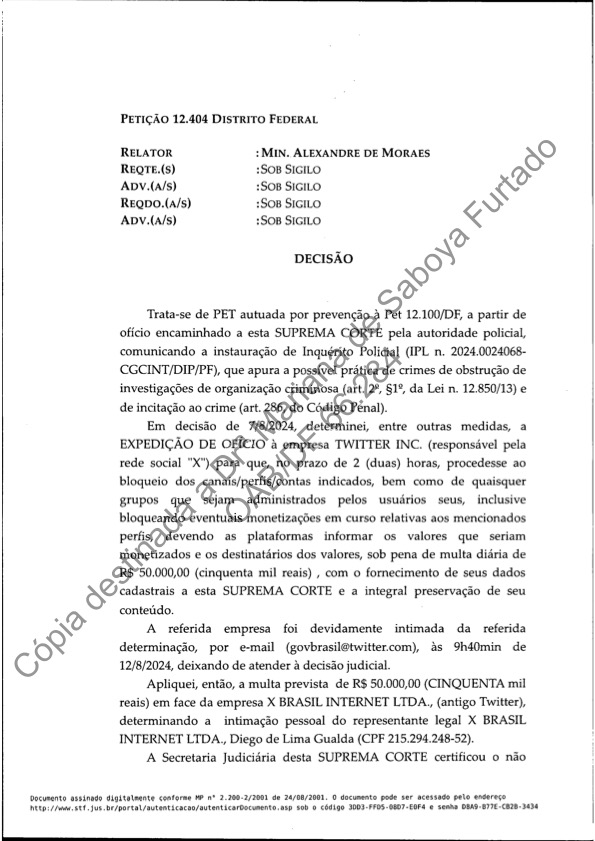 PETIÇÃO 12.404 DISTRITO FEDERAL
RELATOR : MIN. ALEXANDRE DE MORAES
REQTE.(S) : SOB SIGILO
ADV.(A/S) : SOB SIGILO
REQDO.(A/S) : SOB SIGILO
ADV.(A/S) : SOB SIGILO
DECISÃO
Trata-se de PET autuada por prevenção à Pet 12.100/DF, a partir de
ofício encaminhado a esta SUPREMA CORTE pela autoridade policial,
comunicando a instauração de Inquérito Policial (IPL n. 2024.0024068-
CGCINT/DIP/PF), que apura a possível prática de crimes de obstrução de
investigações de organização criminosa (art. 2º, §1º, da Lei n. 12.850/13) e
de incitação ao crime (art. 286, do Código Penal).
Em decisão de 7/8/2024, determinei, entre outras medidas, a
EXPEDIÇÃO DE OFÍCIO à empresa TWITTER INC. (responsável pela
rede social "X") para que, no prazo de 2 (duas) horas, procedesse ao
bloqueio dos canais/perfis/contas indicados, bem como de quaisquer
grupos que sejam administrados pelos usuários seus, inclusive
bloqueando eventuais monetizações em curso relativas aos mencionados
perfis, devendo as plataformas informar os valores que seriam
monetizados e os destinatários dos valores, sob pena de multa diária de
R$ 50.000,00 (cinquenta mil reais) , com o fornecimento de seus dados
cadastrais a esta SUPREMA CORTE e a integral preservação de seu
conteúdo.
A referida empresa foi devidamente intimada da referida
determinação, por e-mail (govbrasil@twitter.com), às 9h40min de
12/8/2024, deixando de atender à decisão judicial.
Apliquei, então, a multa prevista de R$ 50.000,00 (CINQUENTA mil
reais) em face da empresa X BRASIL INTERNET LTDA., (antigo Twitter),
determinando a intimação pessoal do representante legal X BRASIL
INTERNET LTDA., Diego de Lima Gualda (CPF 215.294.248-52).
A Secretaria Judiciária desta SUPREMA CORTE certificou o não
Cópia destinada a Dra. Mariana de Saboya Furtado
OAB/DF 66.284
Documento assinado digitalmente conforme MP n° 2.200-2/2001 de 24/08/2001. O documento pode ser acessado pelo endereço
http://www.stf.jus.br/portal/autenticacao/autenticarDocumento.asp sob o código 3DD3-FFD5-08D7-E0F4 e senha DBA9-B77E-CB2B-3434